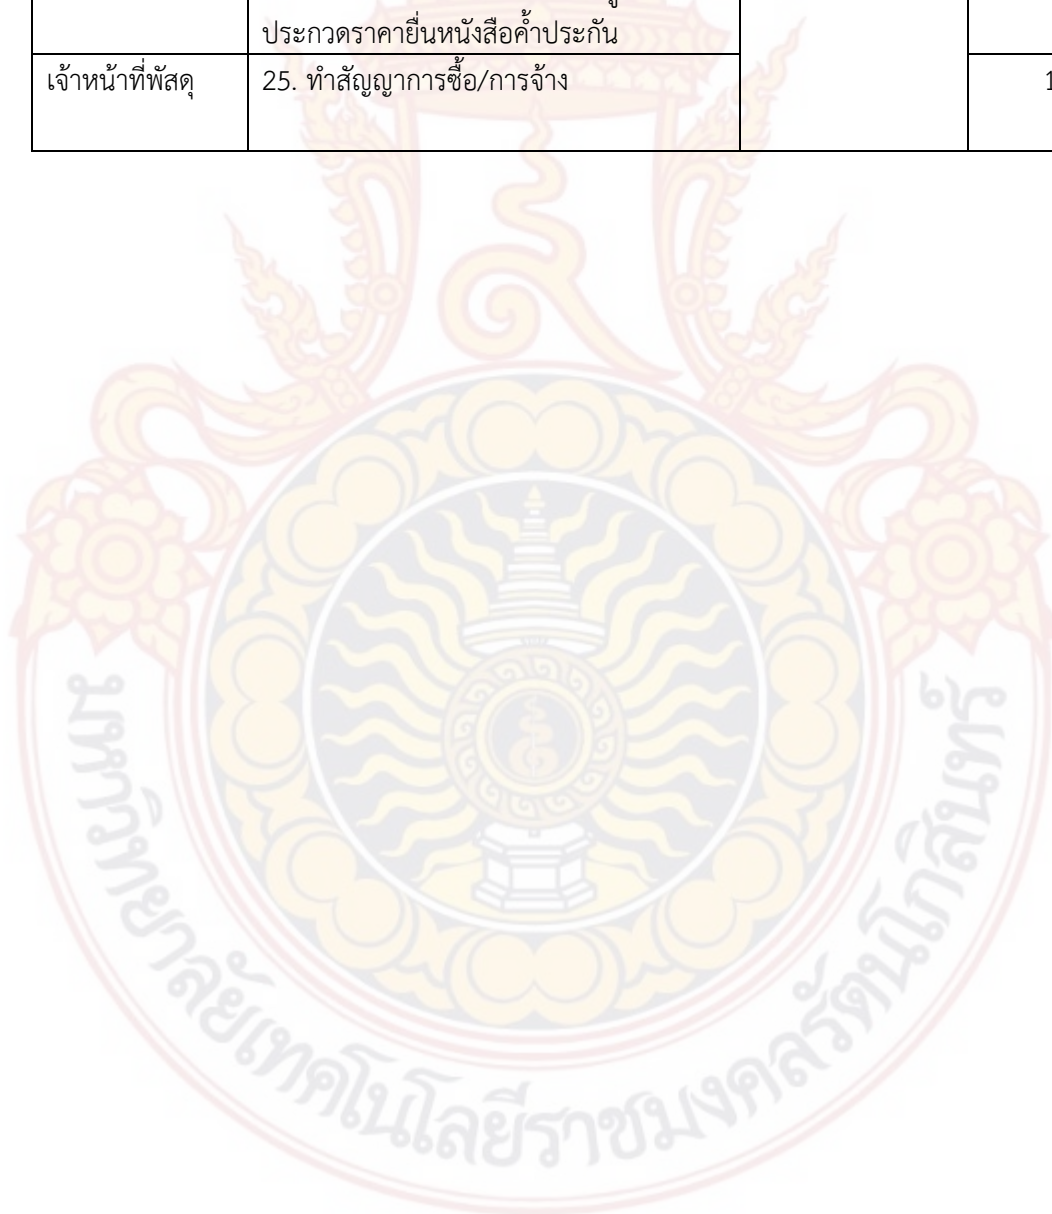 ประกวดราคายื่นหนังสือค้ำประกัน
เจ้าหน้าที่พัสดุ 25. ทำสัญญาการซื้อ/การจ้าง 1
มหาวิทยาลัยเทคโนโลยีราชมงคลรัตนโกสินทร์